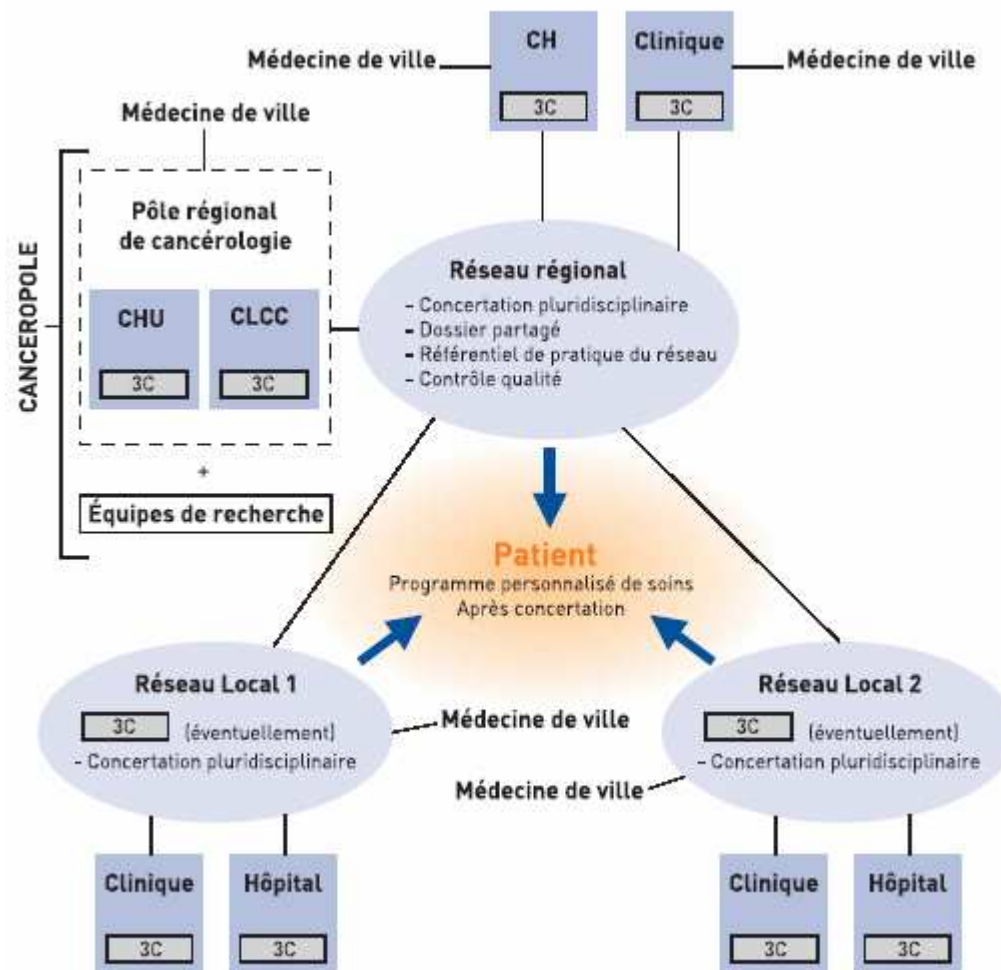 CH
Clinique
Médecine de ville
Médecine de ville
3C
3C
Médecine de ville
Pôle régional
de cancérologie
CHU
CLCC
3C
3C
CANCEROPOLE
+
Équipes de recherche
Réseau régional
- Concertation pluridisciplinaire
- Dossier partagé
- Référentiel de pratique du réseau
- Contrôle qualité
Patient
Programme personnalisé de soins
Après concertation
Réseau Local 1
3C (éventuellement)
- Concertation pluridisciplinaire
Médecine de ville
Réseau Local 2
3C (éventuellement)
- Concertation pluridisciplinaire
Médecine de ville
Clinique
Hôpital
3C
3C
Clinique
Hôpital
3C
3C